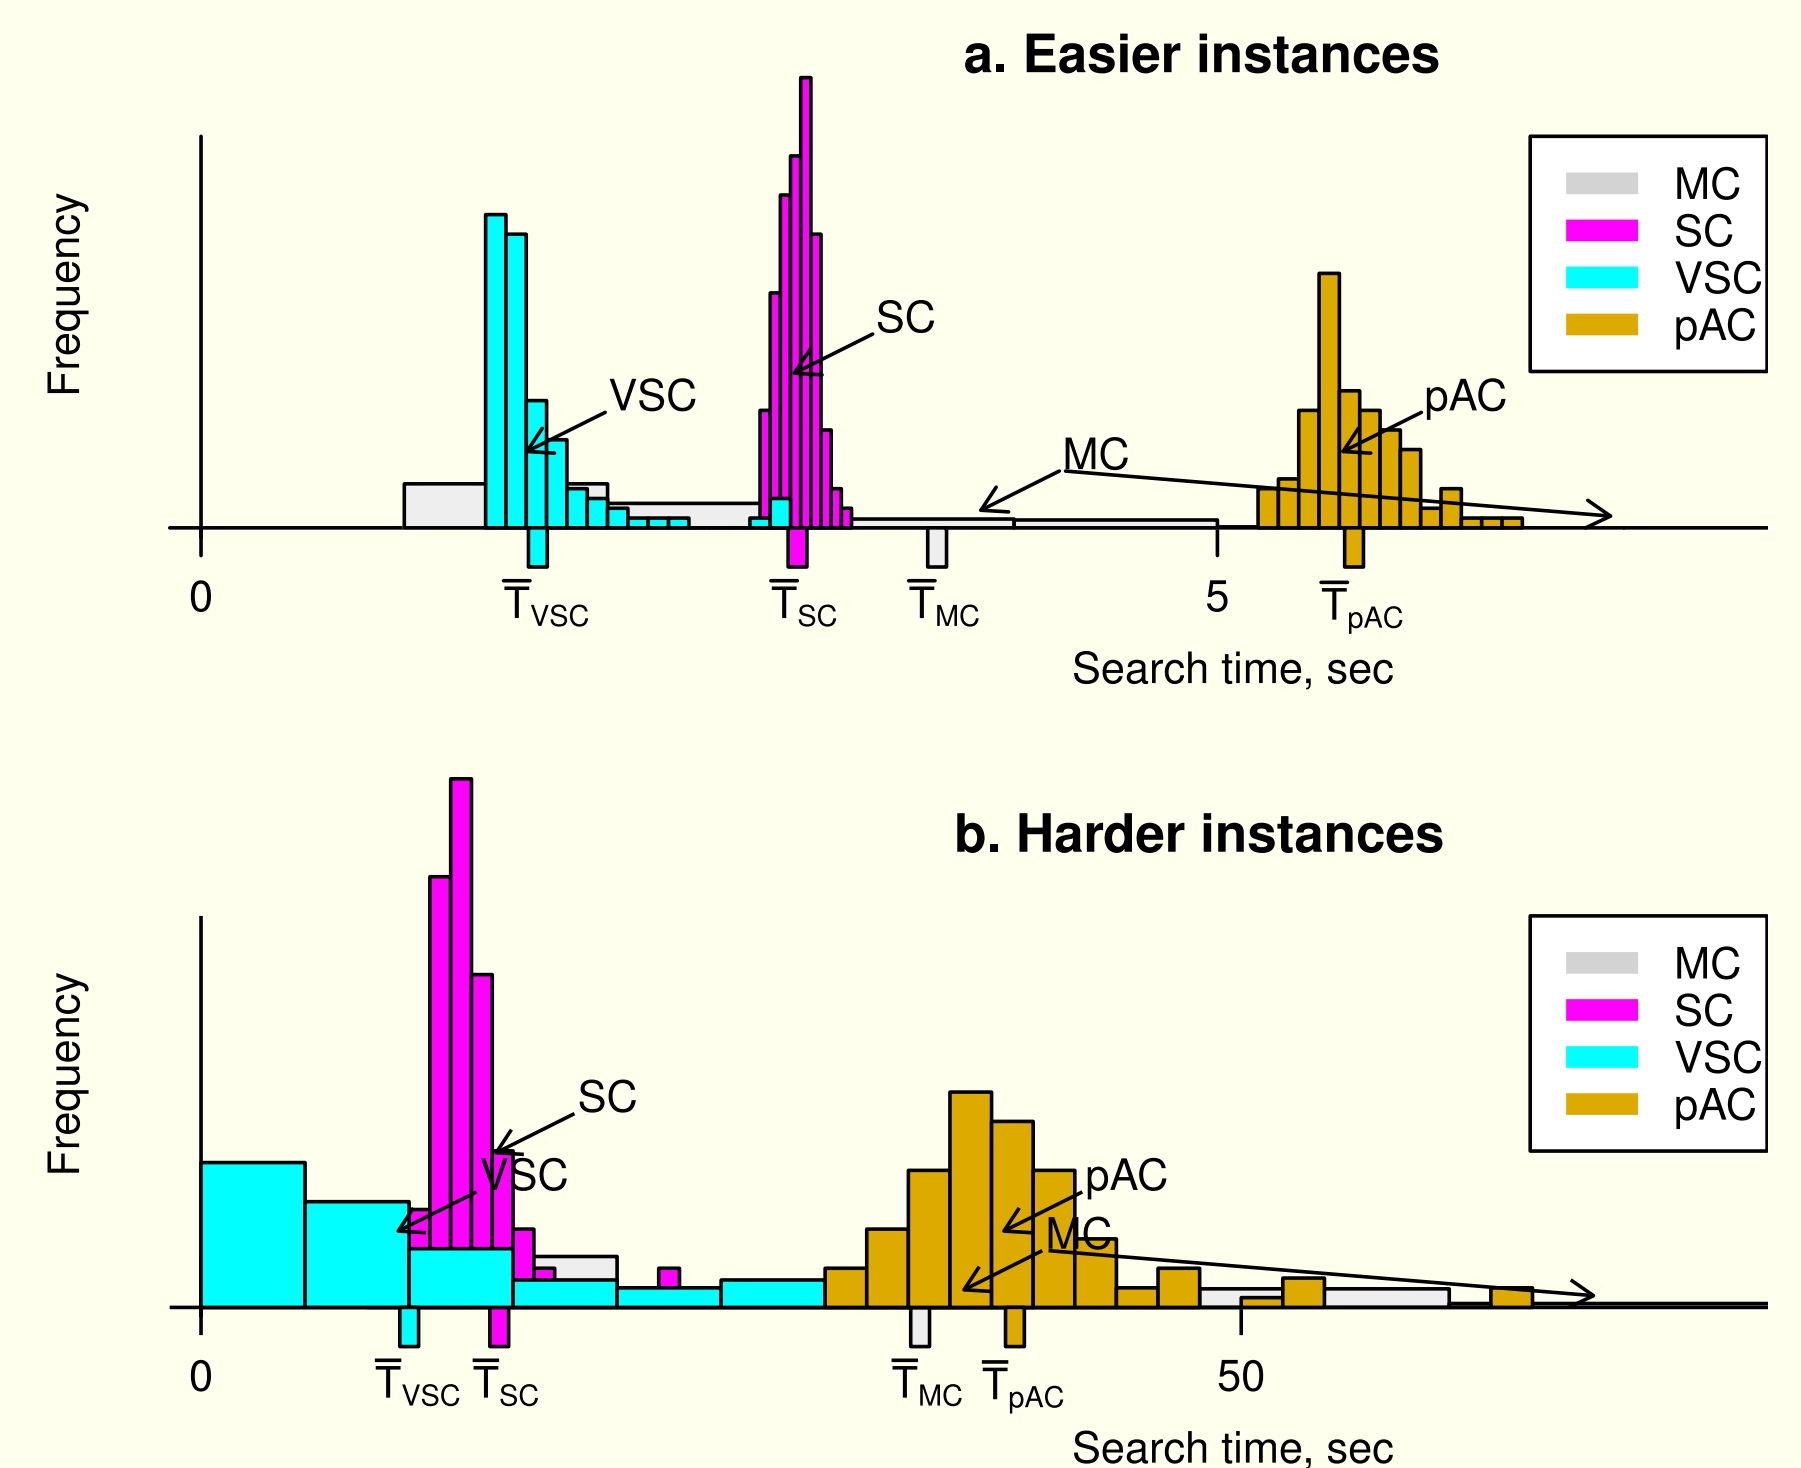 a. Easier instances
Frequency
MC
SC
VSC
pAC
SC
VSC
pAC
MC
0
T̿VSC
T̿SC
T̿MC
5
T̿pAC
Search time, sec
b. Harder instances
Frequency
MC
SC
VSC
pAC
SC
VSC
pAC
MC
0
T̿VSC
T̿SC
T̿MC
T̿pAC
50
Search time, sec